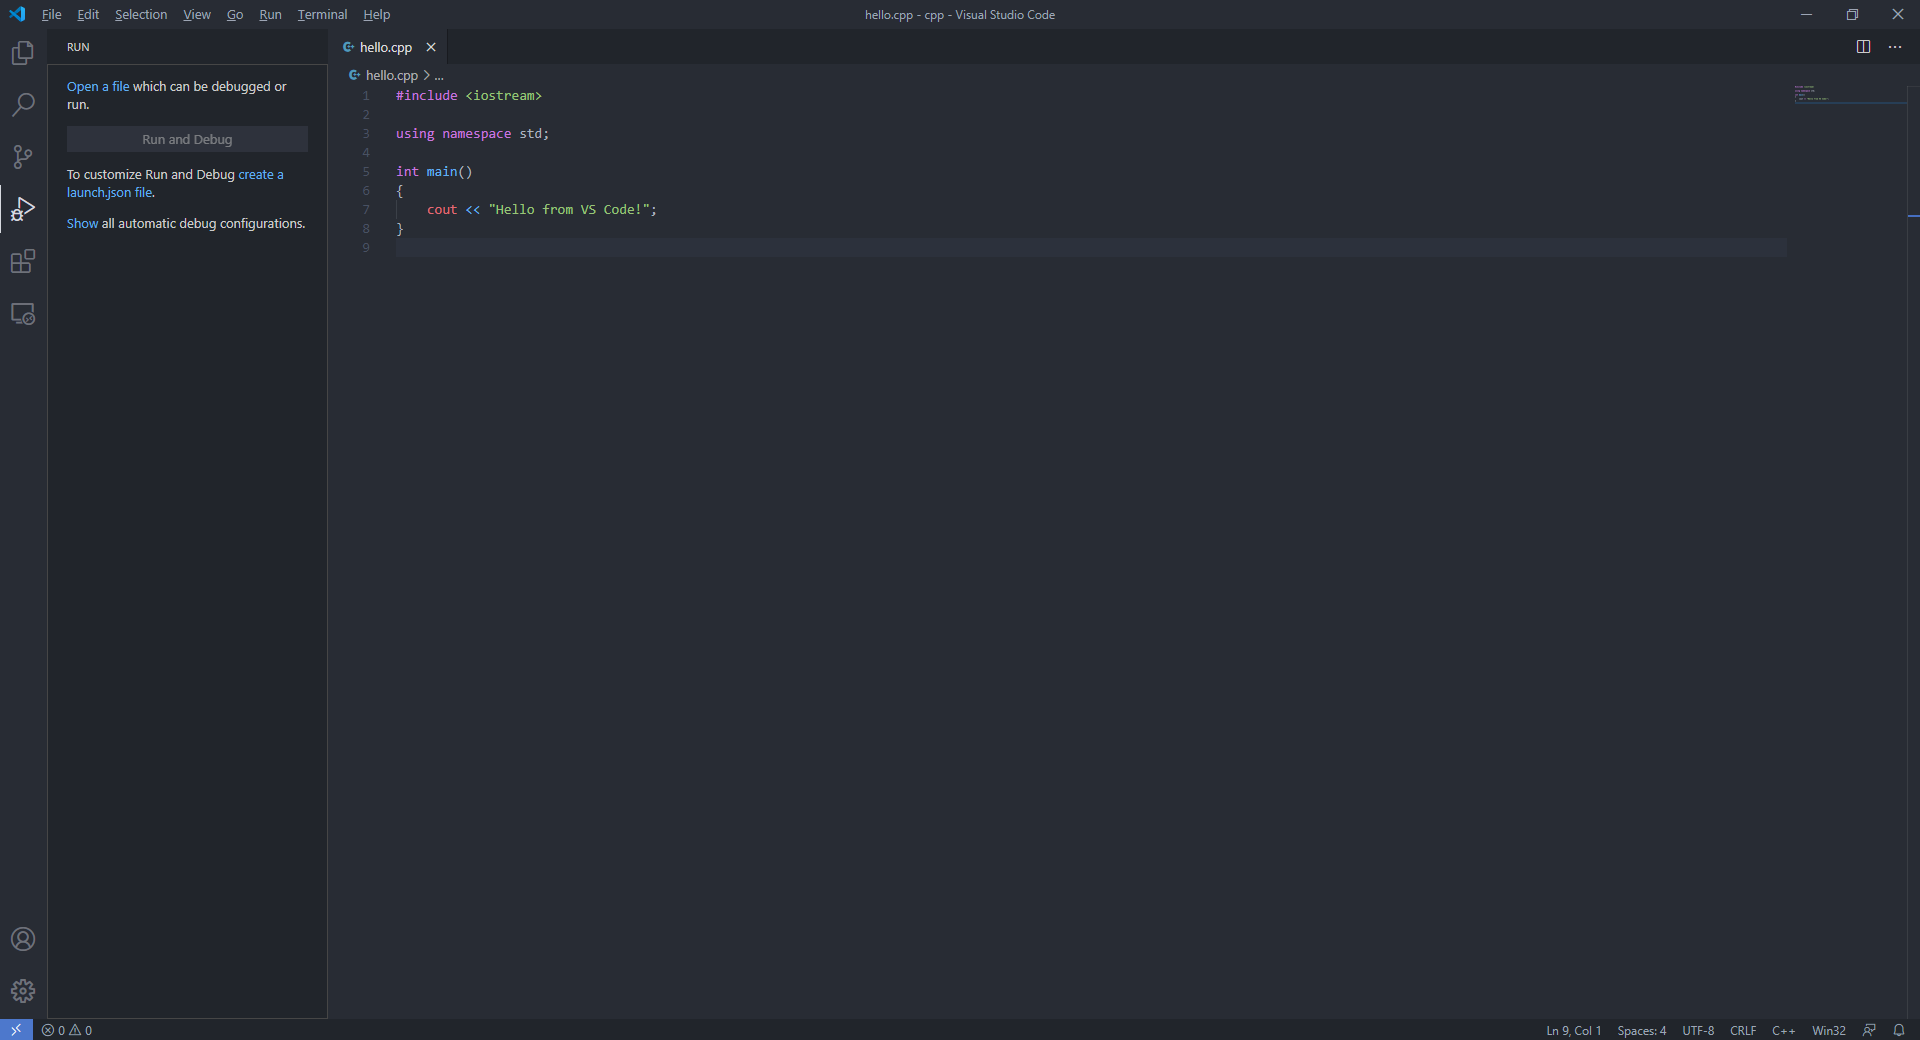 File Edit Selection View Go Run Terminal Help
hello.cpp - cpp - Visual Studio Code
RUN
Open a file which can be debugged or
run.
Run and Debug
To customize Run and Debug create a
launch.json file.
Show all automatic debug configurations.
hello.cpp
hello.cpp > ...
1 #include <iostream>
2
3 using namespace std;
4
5 int main()
6 {
7     cout << "Hello from VS Code!";
8 }
9
0 0
Ln 9, Col 1 Spaces: 4 UTF-8 CRLF C++ Win32